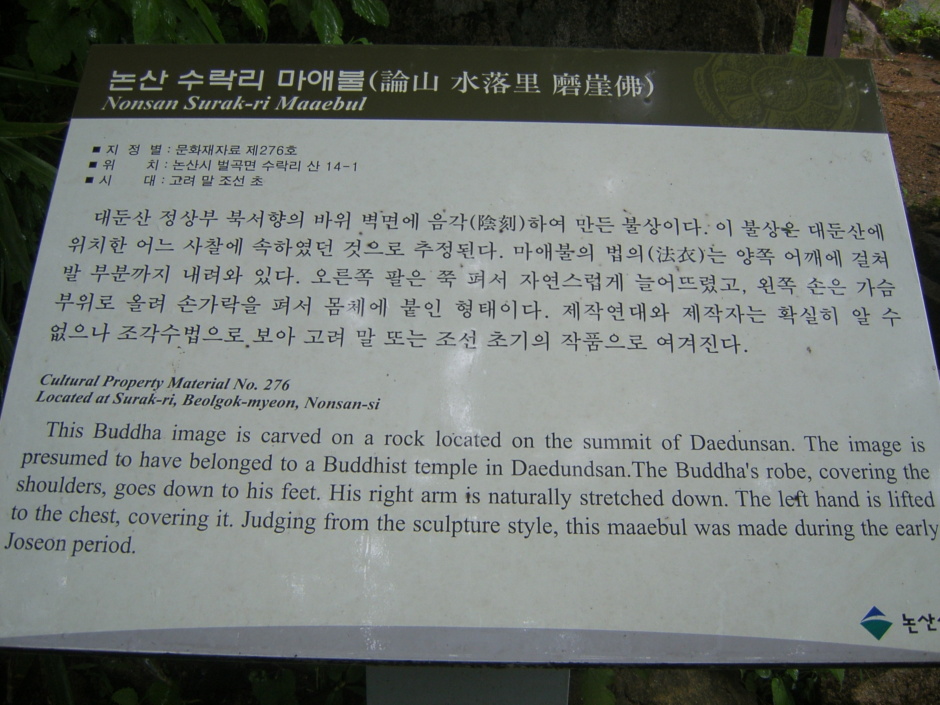 논산 수락리 마애불(論山 水落里 磨崖佛)
Nonsan Surak-ri Maaebul
■ 지 정 별 : 문화재자료 제276호
■ 위 치 : 논산시 벌곡면 수락리 산 14-1
■ 시 대 : 고려 말 조선 초
대둔산 정상부 북서향의 바위 벽면에 음각(陰刻)하여 만든 불상이다. 이 불상은 대둔산에
위치한 어느 사찰에 속하였던 것으로 추정된다. 마애불의 법의(法衣)는 양쪽 어깨에 걸쳐
발 부분까지 내려와 있다. 오른쪽 팔은 쭉 펴서 자연스럽게 늘어뜨렸고, 왼쪽 손은 가슴
부위로 올려 손가락을 펴서 몸체에 붙인 형태이다. 제작연대와 제작자는 확실히 알 수
없으나 조각수법으로 보아 고려 말 또는 조선 초기의 작품으로 여겨진다.
Cultural Property Material No. 276
Located at Surak-ri, Beolgok-myeon, Nonsan-si
This Buddha image is carved on a rock located on the summit of Daedunsan. The image is
presumed to have belonged to a Buddhist temple in Daedundsan.The Buddha's robe, covering the
shoulders, goes down to his feet. His right arm is naturally stretched down. The left hand is lifted
to the chest, covering it. Judging from the sculpture style, this maaebul was made during the early
Joseon period.
논산